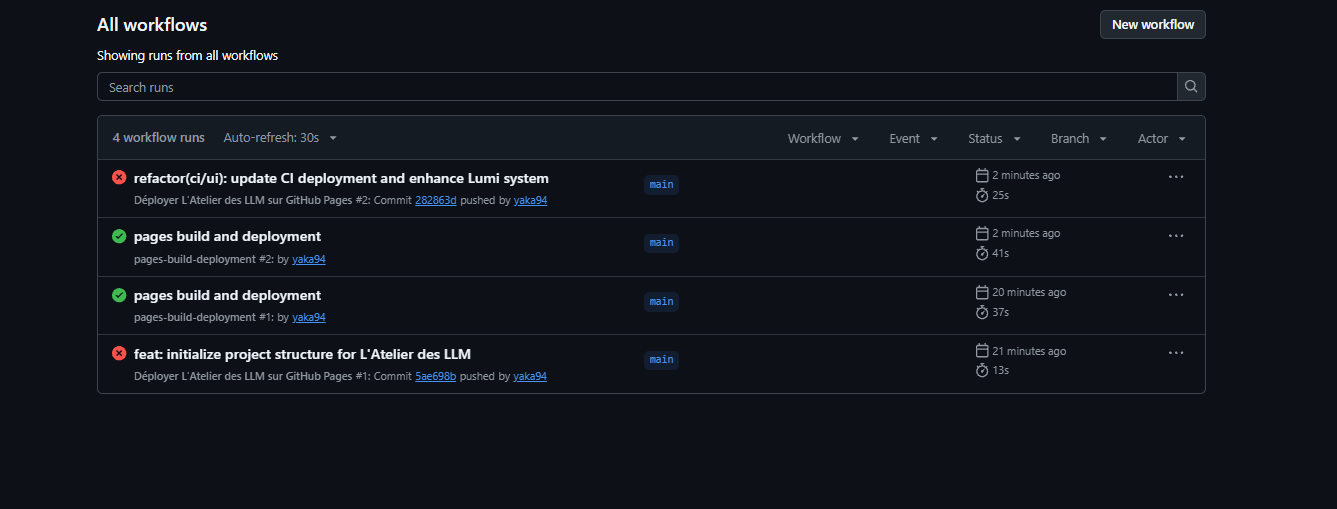 All workflows
New workflow
Showing runs from all workflows
Search runs
4 workflow runs Auto-refresh: 30s Workflow Event Status Branch Actor
refactor(ci/ui): update CI deployment and enhance Lumi system
main
2 minutes ago
Déployer L'Atelier des LLM sur GitHub Pages #2: Commit 282863d pushed by yaka94
25s
pages build and deployment
main
2 minutes ago
pages-build-deployment #2: by yaka94
41s
pages build and deployment
main
20 minutes ago
pages-build-deployment #1: by yaka94
37s
feat: initialize project structure for L'Atelier des LLM
main
21 minutes ago
Déployer L'Atelier des LLM sur GitHub Pages #1: Commit 5ae698b pushed by yaka94
13s